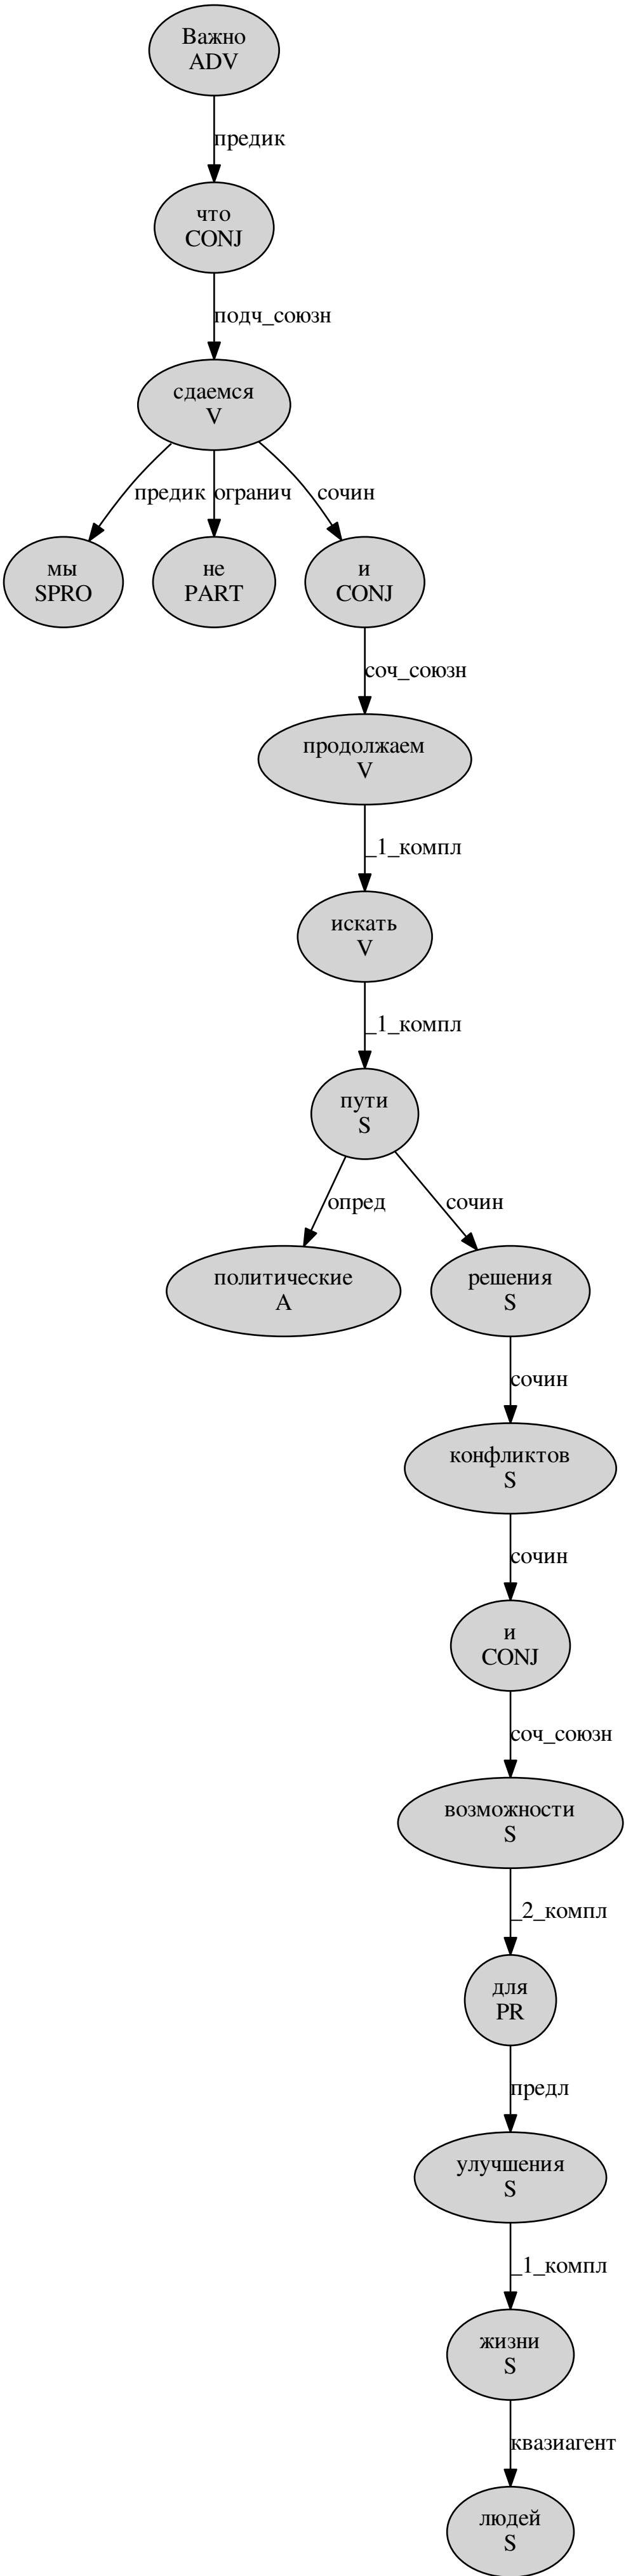 Важно
ADV
предик
что
CONJ
подч_союзн
сдаемся
V
предик
огранич
сочин
мы
SPRO
не
PART
и
CONJ
соч_союзн
продолжаем
V
_1_компл
искать
V
_1_компл
пути
S
опред
сочин
политические
A
решения
S
сочин
конфликтов
S
сочин
и
CONJ
соч_союзн
возможности
S
_2_компл
для
PR
предл
улучшения
S
_1_компл
жизни
S
квазиагент
людей
S